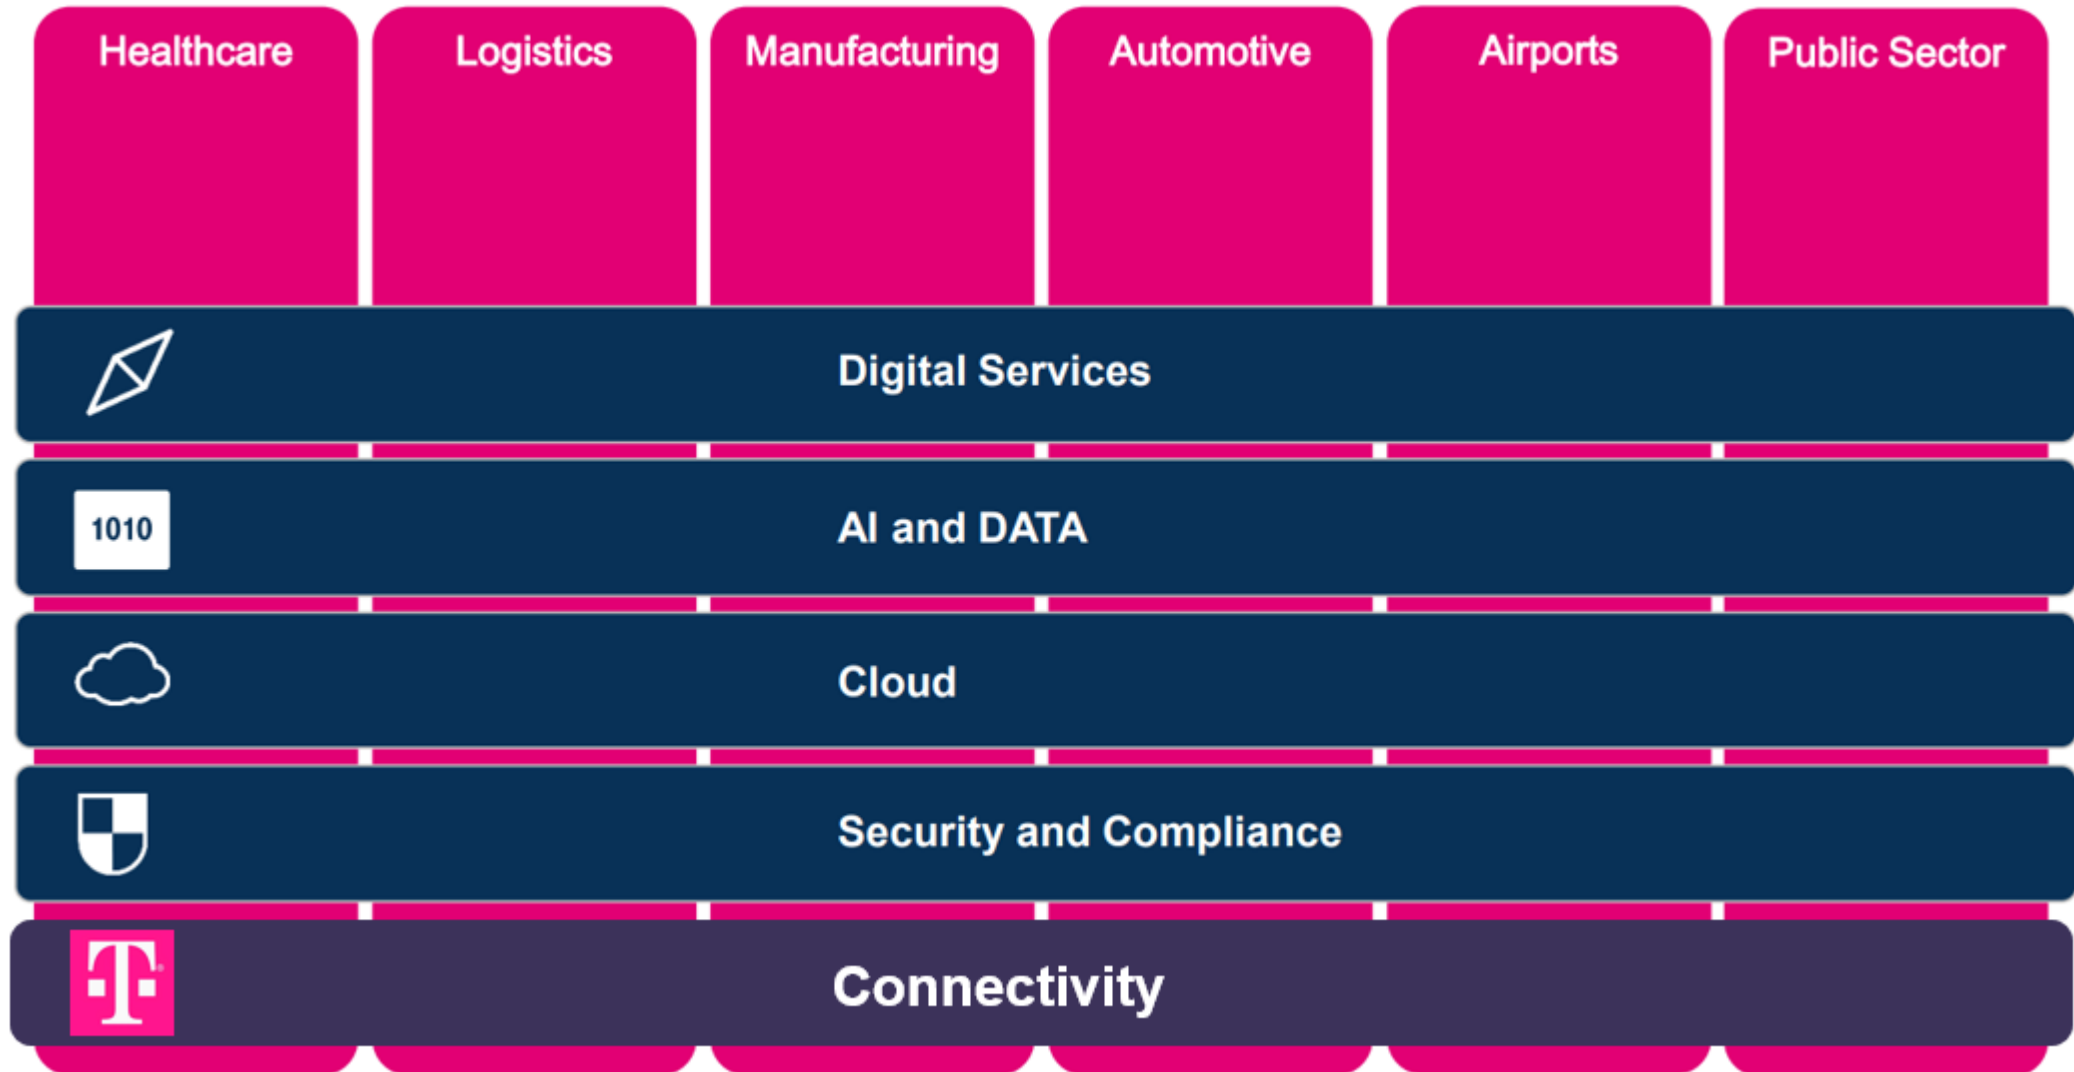 Healthcare
Logistics
Manufacturing
Automotive
Airports
Public Sector
Digital Services
1010
AI and DATA
Cloud
Security and Compliance
T
Connectivity